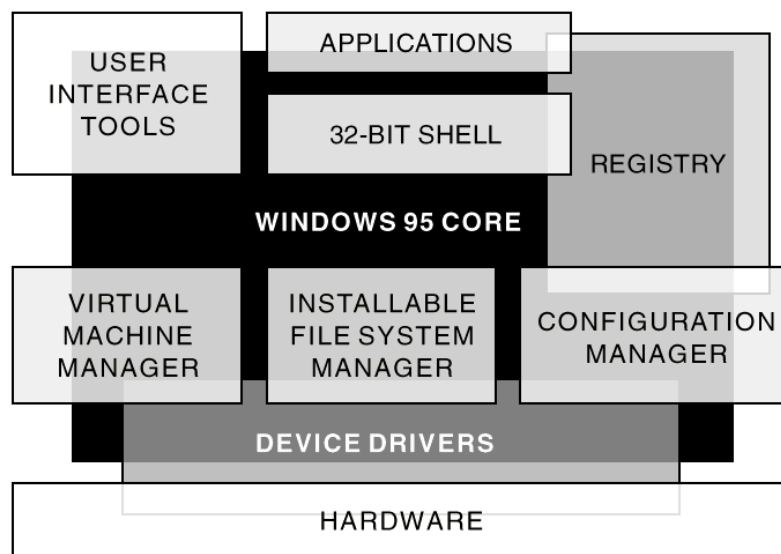 USER
INTERFACE
TOOLS
APPLICATIONS
32-BIT SHELL
REGISTRY
WINDOWS 95 CORE
VIRTUAL
MACHINE
MANAGER
INSTALLABLE
FILE SYSTEM
MANAGER
CONFIGURATION
MANAGER
DEVICE DRIVERS
HARDWARE